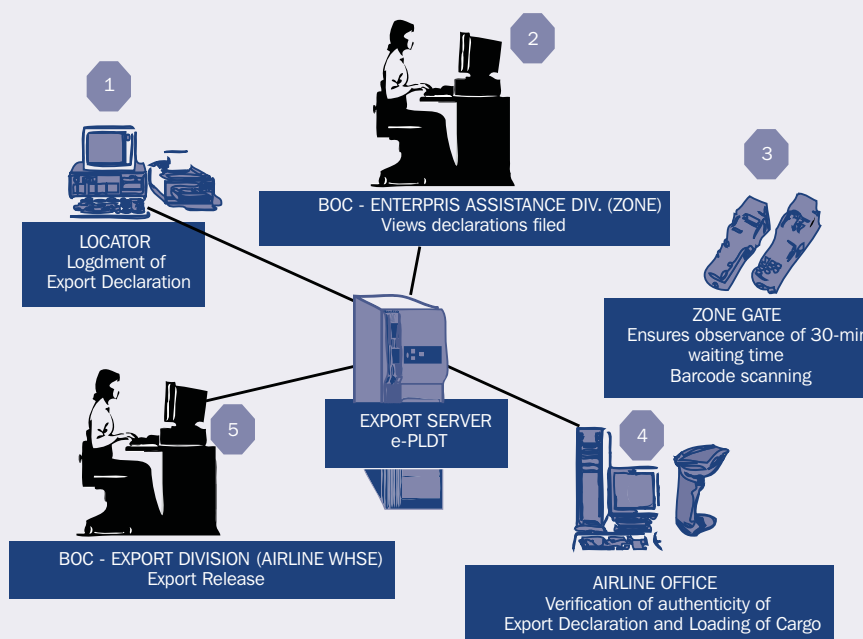 1
LOCATOR
Logdment of
Export Declaration
2
BOC - ENTERPRIS ASSISTANCE DIV. (ZONE)
Views declarations filed
3
ZONE GATE
Ensures observance of 30-min
waiting time
Barcode scanning
EXPORT SERVER
e-PLDT
4
AIRLINE OFFICE
Verification of authenticity of
Export Declaration and Loading of Cargo
5
BOC - EXPORT DIVISION (AIRLINE WHSE)
Export Release